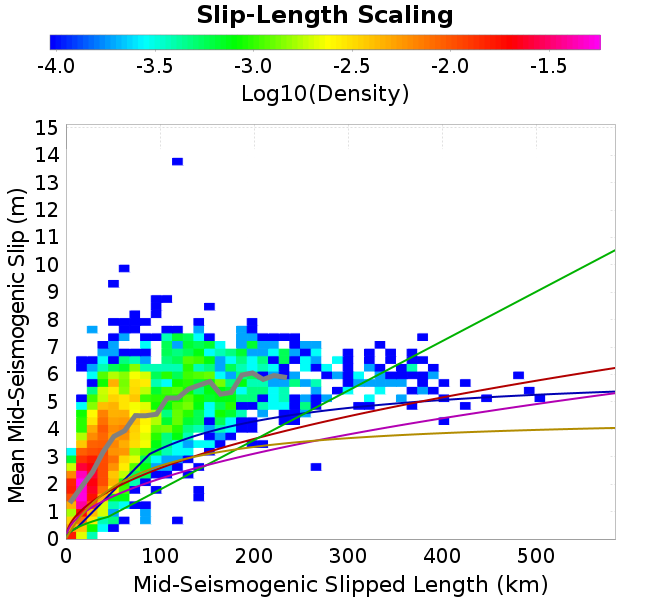 Slip-Length Scaling
-4.0 -3.5 -3.0 -2.5 -2.0 -1.5
Log10(Density)
Mean Mid-Seismogenic Slip (m)
15
14
13
12
11
10
9
8
7
6
5
4
3
2
1
0
0 100 200 300 400 500
Mid-Seismogenic Slipped Length (km)